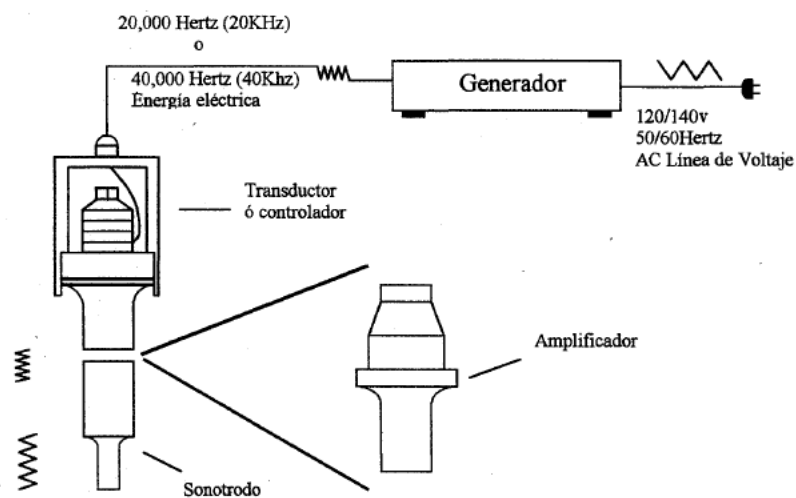 20,000 Hertz (20KHz)
o
40,000 Hertz (40Khz)
Energía eléctrica
Generador
120/140v
50/60Hertz
AC Línea de Voltaje
Transductor
ó controlador
Amplificador
Sonotrodo